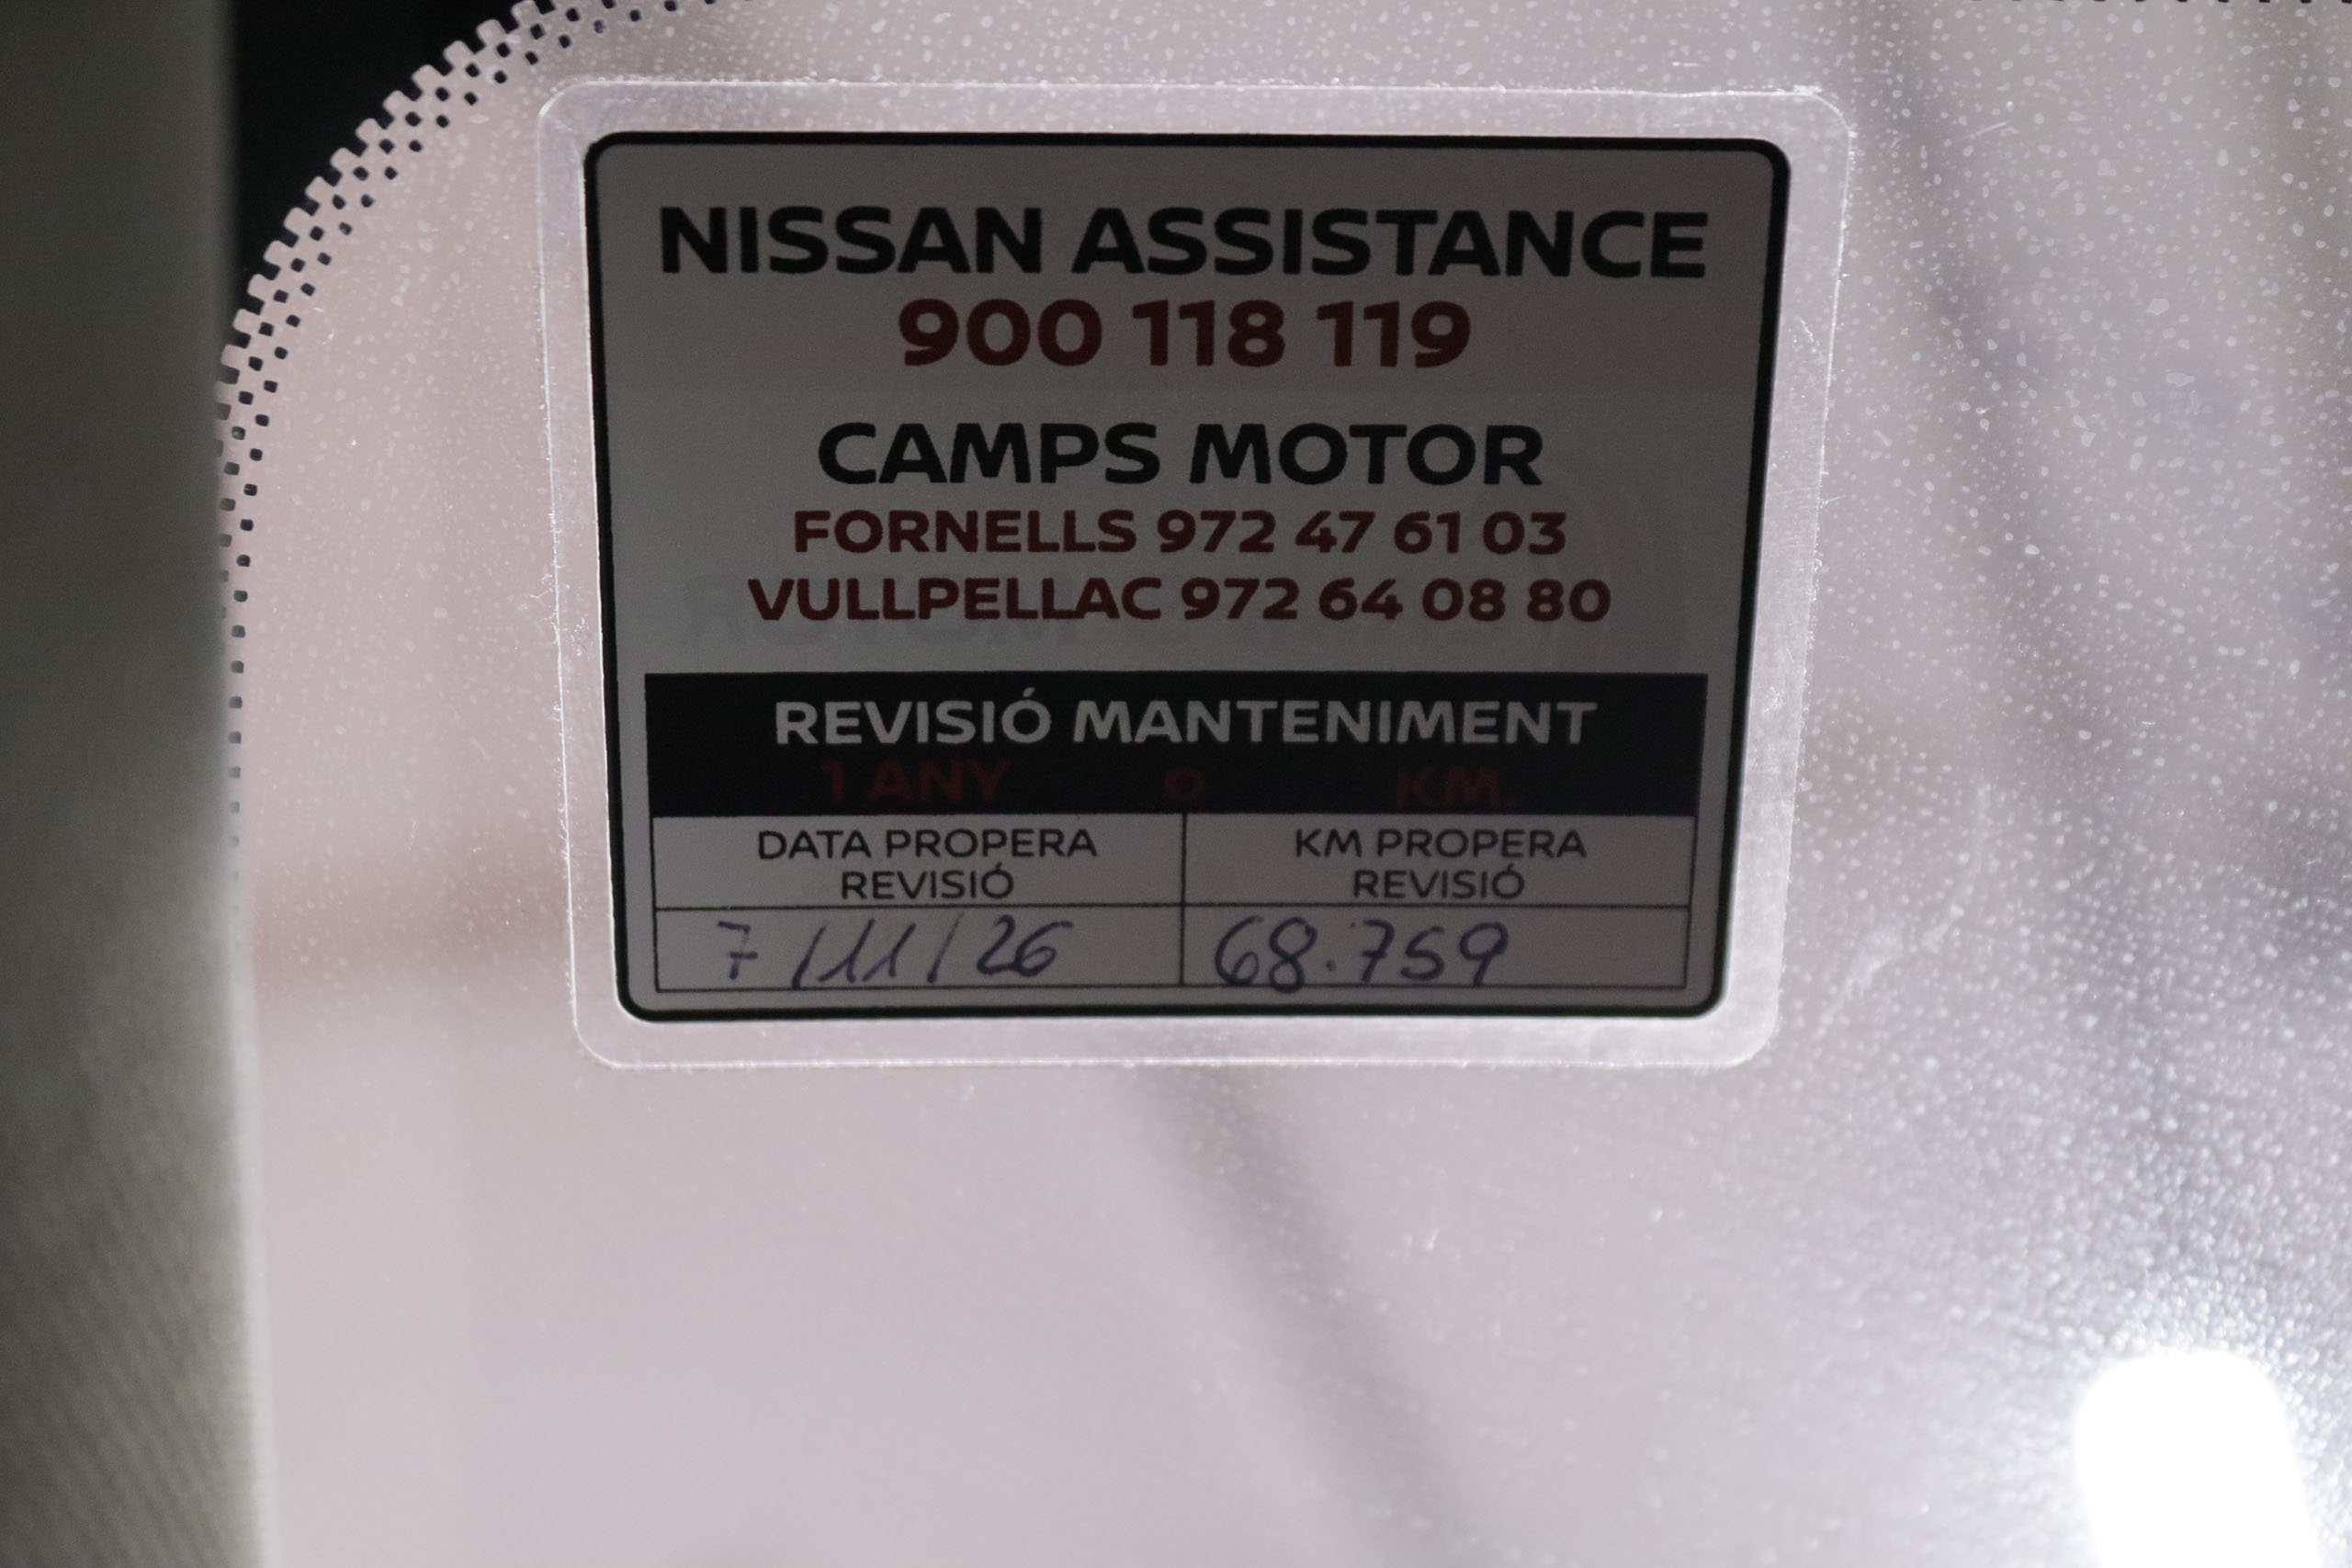 NISSAN ASSISTANCE
900 118 119
CAMPS MOTOR
FORNELLS 972 47 61 03
VULLPELLAC 972 64 08 80
REVISIÓ MANTENIMENT
1 ANY o KM.
DATA PROPERA REVISIÓ
KM PROPERA REVISIÓ
7/11/26
68.759